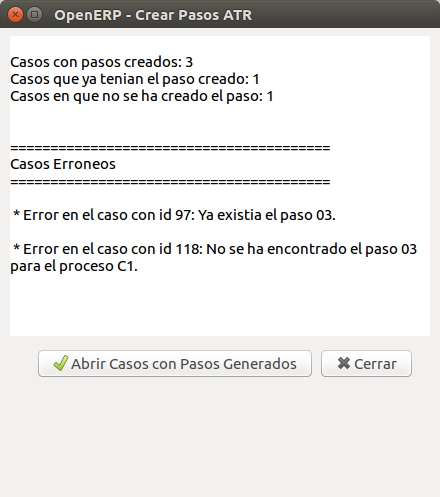 OpenERP - Crear Pasos ATR
Casos con pasos creados: 3
Casos que ya tenian el paso creado: 1
Casos en que no se ha creado el paso: 1
========================================
Casos Erroneos
========================================
* Error en el caso con id 97: Ya existia el paso 03.
* Error en el caso con id 118: No se ha encontrado el paso 03
para el proceso C1.
Abrir Casos con Pasos Generados
Cerrar